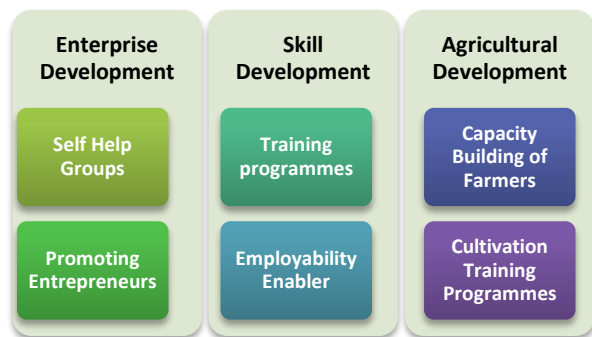 Enterprise
Development
Self Help
Groups
Promoting
Entrepreneurs
Skill
Development
Training
programmes
Employability
Enabler
Agricultural
Development
Capacity
Building of
Farmers
Cultivation
Training
Programmes